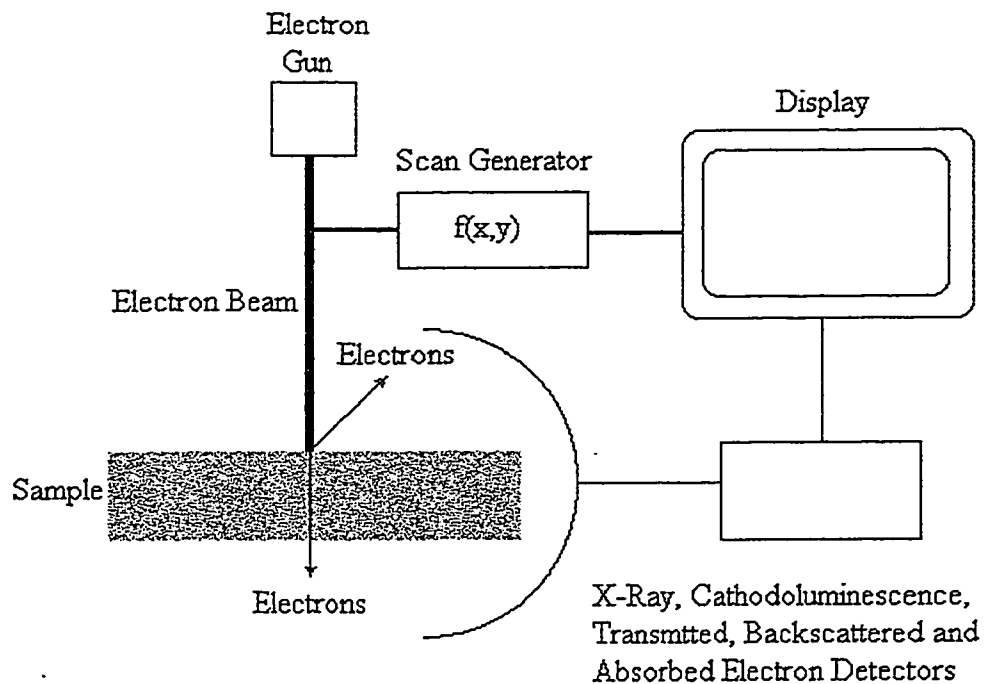 Electron
Gun
Display
Scan Generator
f(x,y)
Electron Beam
Electrons
Sample
Electrons
X-Ray, Cathodoluminescence,
Transmtted, Backscattered and
Absorbed Electron Detectors